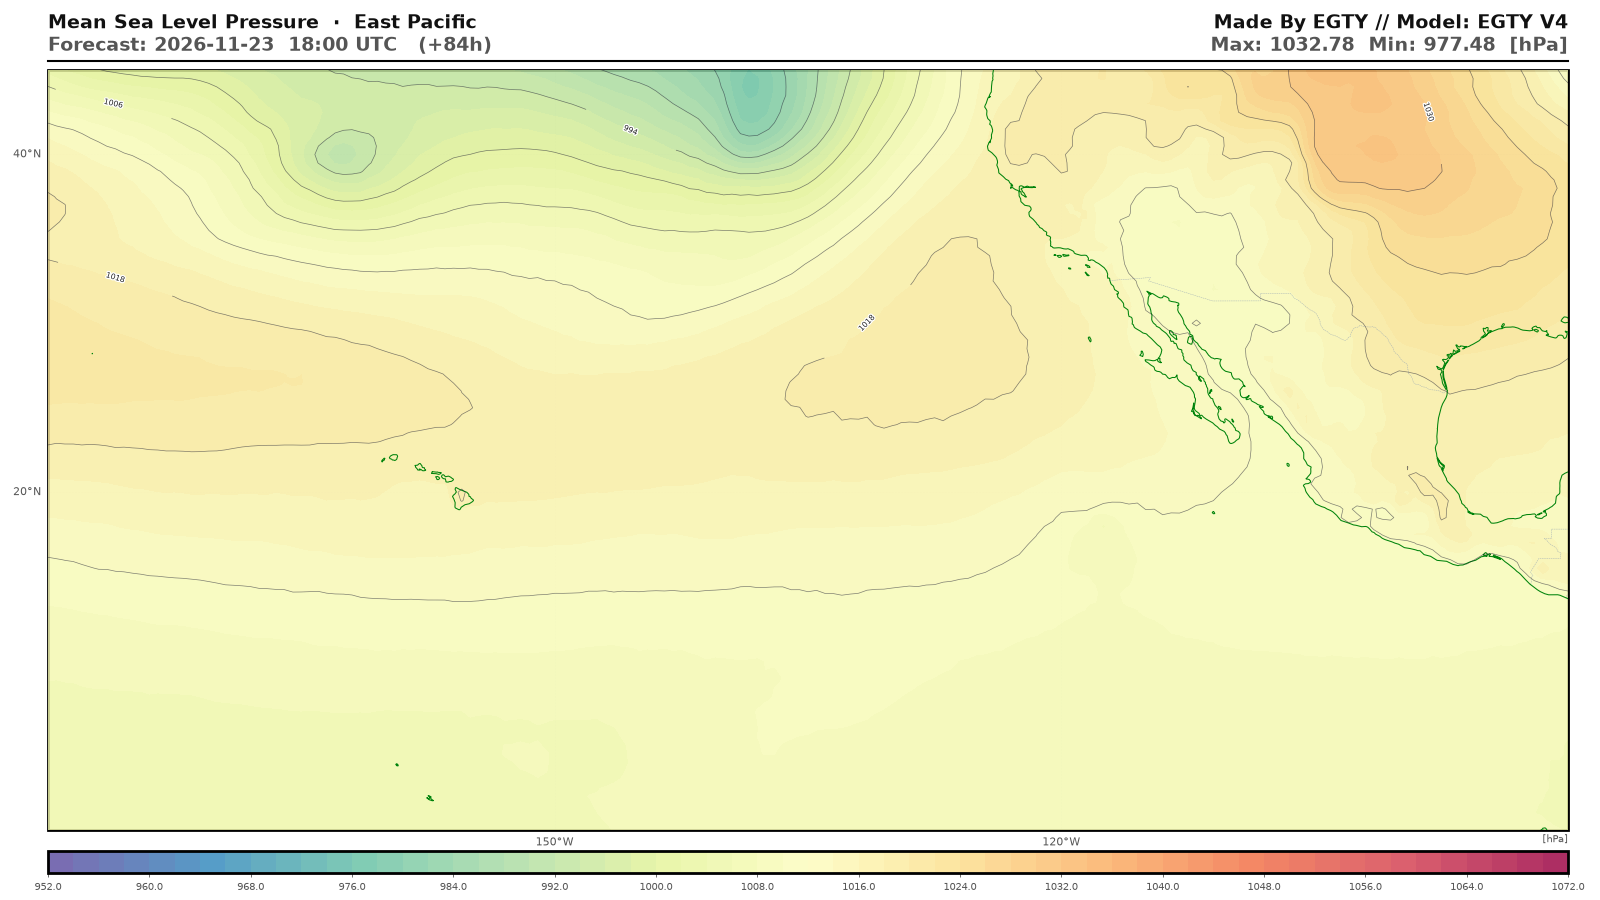 Mean Sea Level Pressure · East Pacific
Made By EGTY // Model: EGTY V4
Forecast: 2026-11-23 18:00 UTC (+84h)
Max: 1032.78 Min: 977.48 [hPa]
1006
994
1030
40°N
1018
1018
20°N
150°W
120°W
[hPa]
952.0
960.0
968.0
976.0
984.0
992.0
1000.0
1008.0
1016.0
1024.0
1032.0
1040.0
1048.0
1056.0
1064.0
1072.0